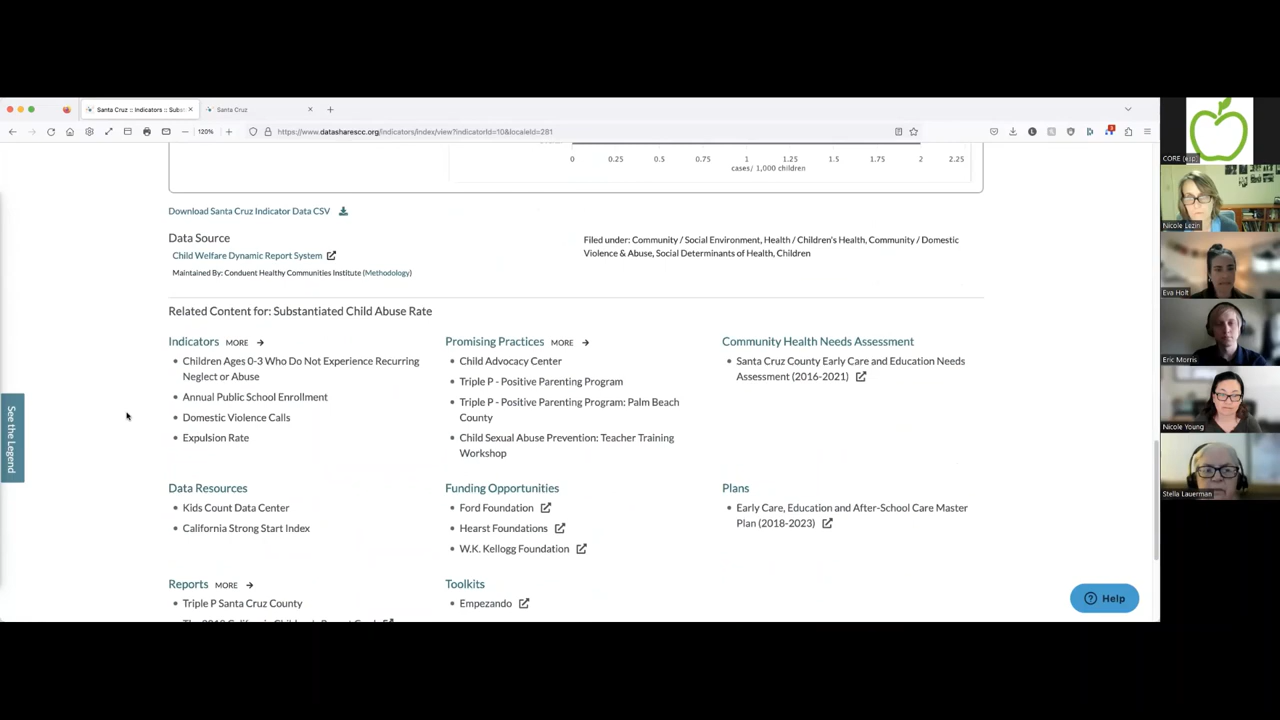 Santa Cruz :: Indicators :: Subs
Santa Cruz
120%
https://www.datasharescc.org/indicators/index/view?indicatorId=10&localeId=281
0 0.25 0.5 0.75 1 1.25 1.5 1.75 2 2.25
cases/ 1,000 children
Download Santa Cruz Indicator Data CSV
Data Source
Child Welfare Dynamic Report System
Maintained By: Conduent Healthy Communities Institute (Methodology)
Filed under: Community / Social Environment, Health / Children's Health, Community / Domestic
Violence & Abuse, Social Determinants of Health, Children
Related Content for: Substantiated Child Abuse Rate
Indicators MORE
Children Ages 0-3 Who Do Not Experience Recurring
Neglect or Abuse
Annual Public School Enrollment
Domestic Violence Calls
Expulsion Rate
Promising Practices MORE
Child Advocacy Center
Triple P - Positive Parenting Program
Triple P - Positive Parenting Program: Palm Beach
County
Child Sexual Abuse Prevention: Teacher Training
Workshop
Community Health Needs Assessment
Santa Cruz County Early Care and Education Needs
Assessment (2016-2021)
Data Resources
Kids Count Data Center
California Strong Start Index
Funding Opportunities
Ford Foundation
Hearst Foundations
W.K. Kellogg Foundation
Plans
Early Care, Education and After-School Care Master
Plan (2018-2023)
Reports MORE
Triple P Santa Cruz County
Toolkits
Empezando
See the Legend
Help
CORE (esp)
Nicole Lezin
Eva Holt
Eric Morris
Nicole Young
Stella Lauerman